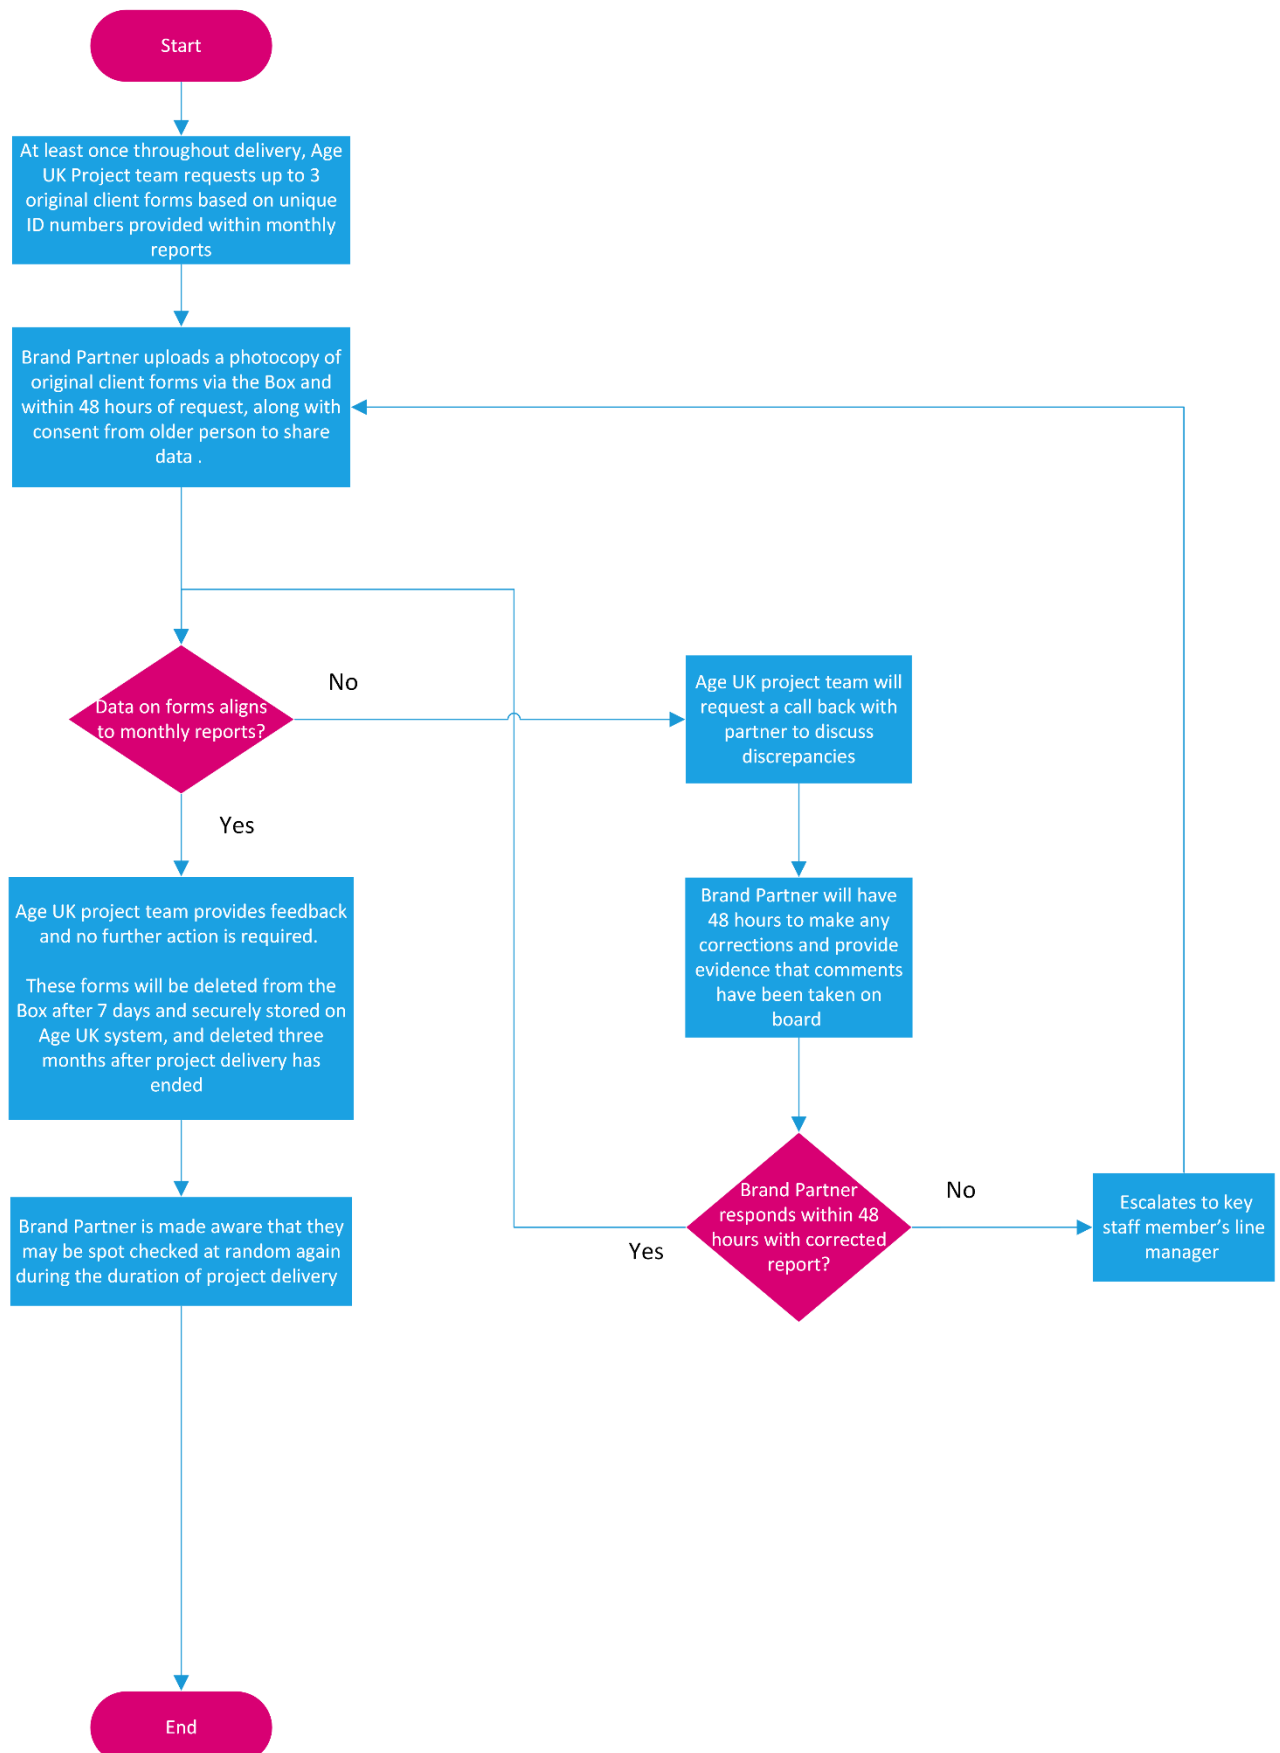 Start
At least once throughout delivery, Age
UK Project team requests up to 3
original client forms based on unique
ID numbers provided within monthly
reports
Brand Partner uploads a photocopy of
original client forms via the Box and
within 48 hours of request, along with
consent from older person to share
data .
Data on forms aligns
to monthly reports?
No
Yes
Age UK project team will
request a call back with
partner to discuss
discrepancies
Brand Partner will have
48 hours to make any
corrections and provide
evidence that comments
have been taken on
board
Age UK project team provides feedback
and no further action is required.
These forms will be deleted from the
Box after 7 days and securely stored on
Age UK system, and deleted three
months after project delivery has
ended
Brand Partner
responds within 48
hours with corrected
report?
Yes
No
Escalates to key
staff member’s line
manager
Brand Partner is made aware that they
may be spot checked at random again
during the duration of project delivery
End